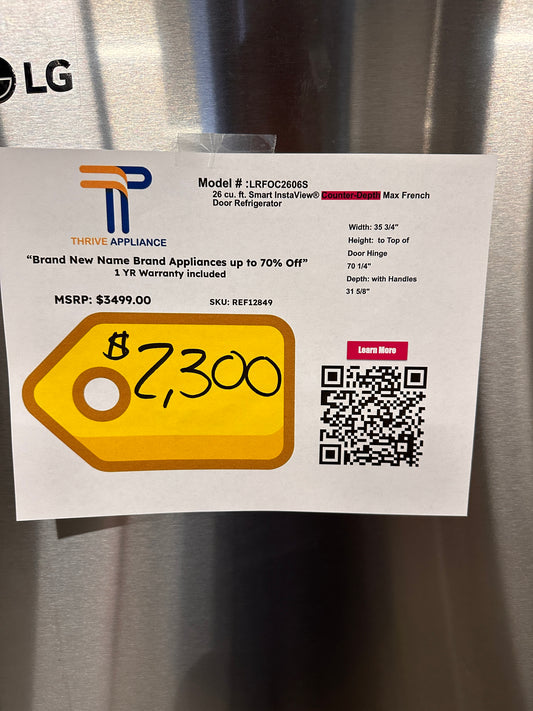 LG
Model # :LRFOC2606S
26 cu. ft. Smart InstaView® Counter-Depth Max French
Door Refrigerator
THRIVE APPLIANCE
“Brand New Name Brand Appliances up to 70% Off”
1 YR Warranty included
Width: 35 3/4"
Height: to Top of
Door Hinge
70 1/4"
Depth: with Handles
31 5/8"
MSRP: $3499.00
SKU: REF12849
$2,300
Learn More